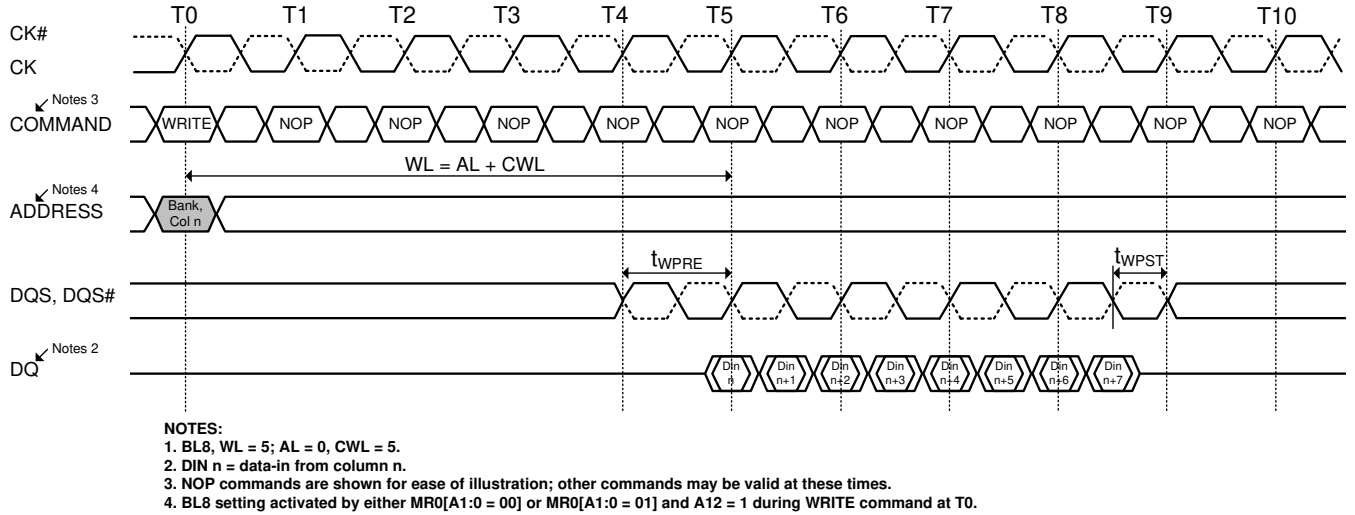 T0 T1 T2 T3 T4 T5 T6 T7 T8 T9 T10
CK#
CK
Notes 3
COMMAND WRITE NOP NOP NOP NOP NOP NOP NOP NOP NOP NOP
WL = AL + CWL
Notes 4
ADDRESS
Bank,
Col n
tWPRE tWPST
DQS, DQS#
Notes 2
DQ
Din Din Din Din Din Din Din Din
n n+1 n+2 n+3 n+4 n+5 n+6 n+7
NOTES:
1. BL8, WL = 5; AL = 0, CWL = 5.
2. DIN n = data-in from column n.
3. NOP commands are shown for ease of illustration; other commands may be valid at these times.
4. BL8 setting activated by either MR0[A1:0 = 00] or MR0[A1:0 = 01] and A12 = 1 during WRITE command at T0.